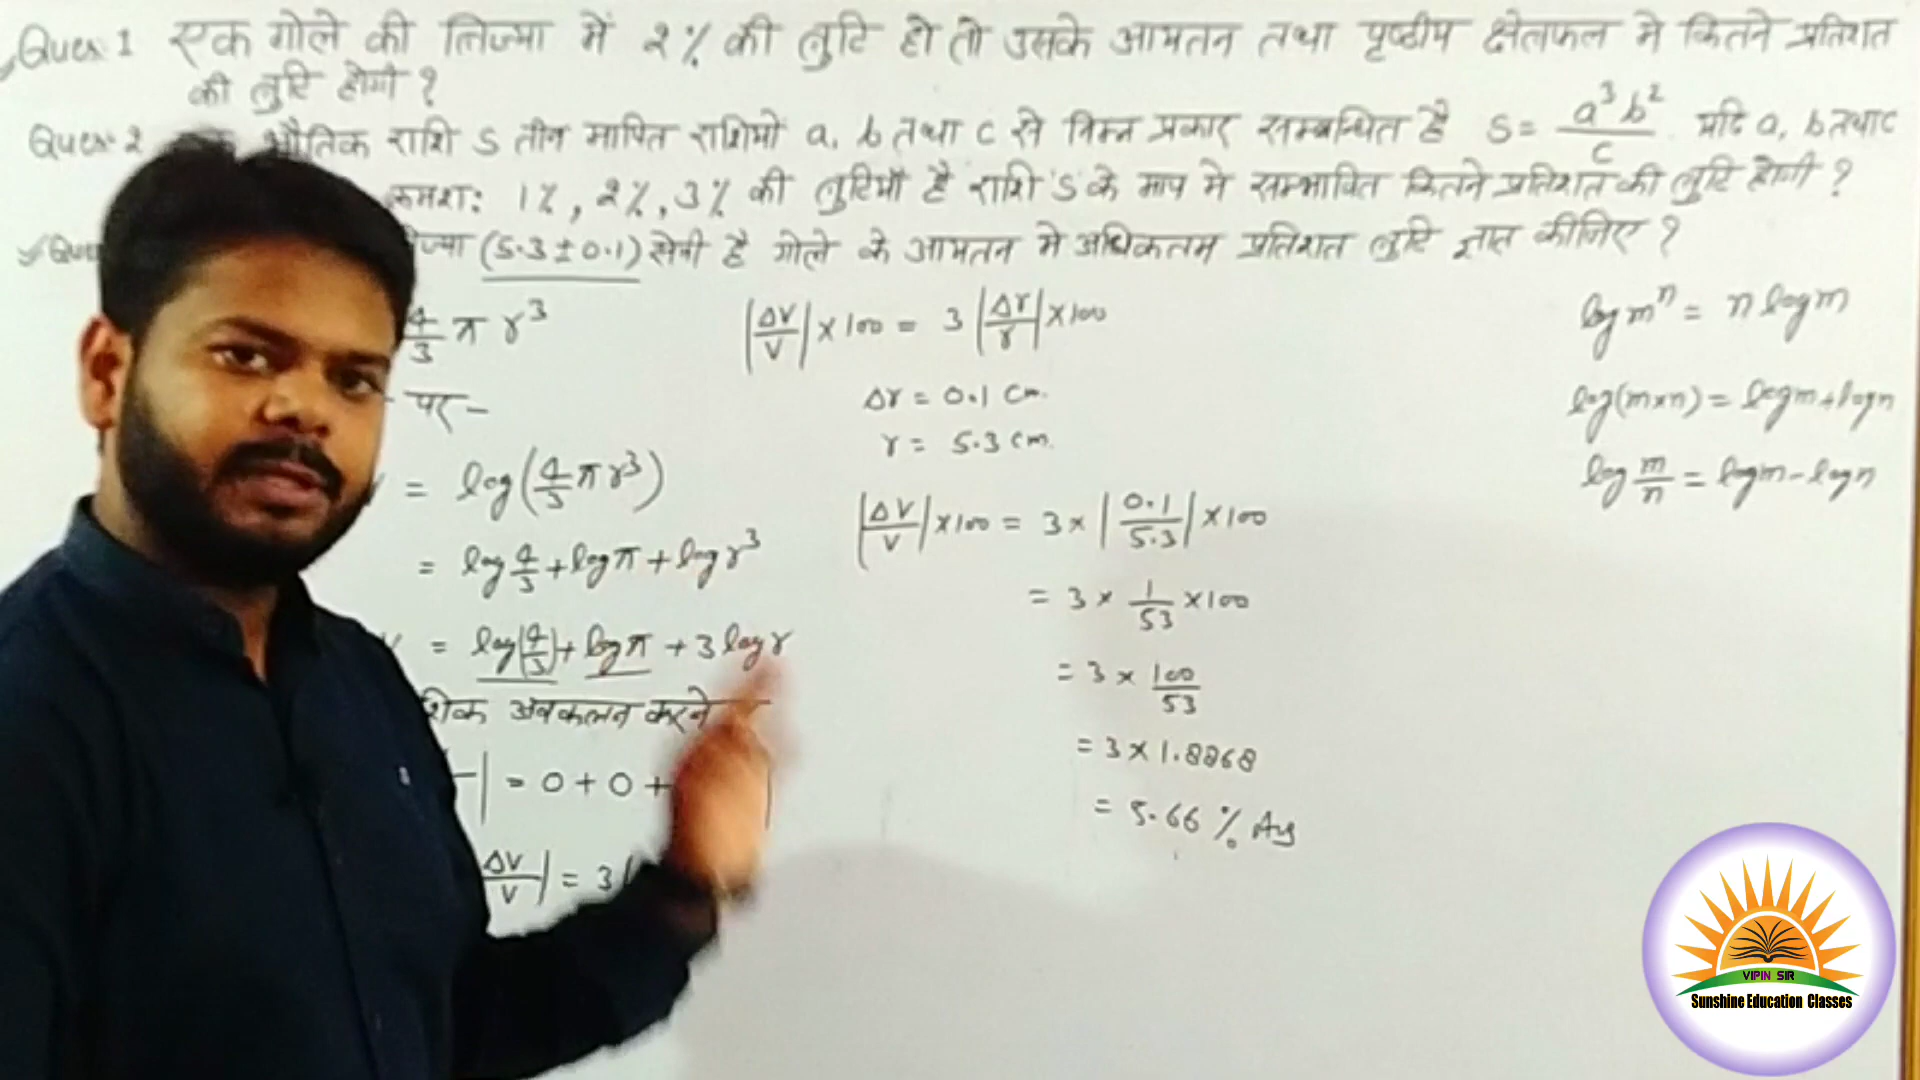 Ques 1 एक गोले की त्रिज्या में 2% की त्रुटि हो तो उसके आयतन तथा पृष्ठीय क्षेत्रफल मे कितने प्रतिशत
की त्रुटि होगी ?
Ques 2 भौतिक राशि S तीन मापित राशियों a, b तथा c से निम्न प्रकार सम्बन्धित है S = a³b²/c यदि a, b तथा c
क्रमश: 1%, 2%, 3% की त्रुटियाँ है राशि 'S' के माप मे सम्भावित कितने प्रतिशत की त्रुटि होगी ?
Ques (5.3 ± 0.1) सेमी है गोले के आयतन मे अधिकतम प्रतिशत त्रुटि ज्ञात कीजिए ?
4/3 π r³
पर –
= log(4/3 π r³)
= log 4/3 + log π + log r³
= log(4/3) + log π + 3 log r
अवकलन करने
= 0 + 0 +
ΔV/V| = 3
|ΔV/V| × 100 = 3 |Δr/r| × 100
Δr = 0.1 cm.
r = 5.3 cm.
|ΔV/V| × 100 = 3 × |0.1/5.3| × 100
= 3 × 1/53 × 100
= 3 × 100/53
= 3 × 1.8868
= 5.66 % Ans
log mⁿ = n log m
log(m×n) = log m + log n
log m/n = log m – log n
VIPIN SIR
Sunshine Education Classes